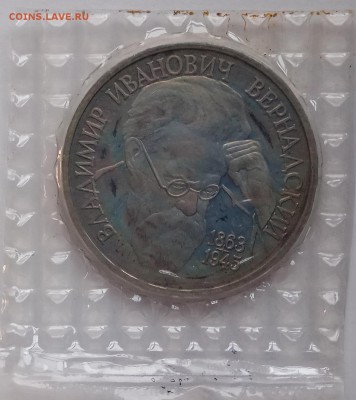 COINS.LAVE.RU
ВЛАДИМИР ИВАНОВИЧ ВЕРНАДСКИЙ
1863
1945